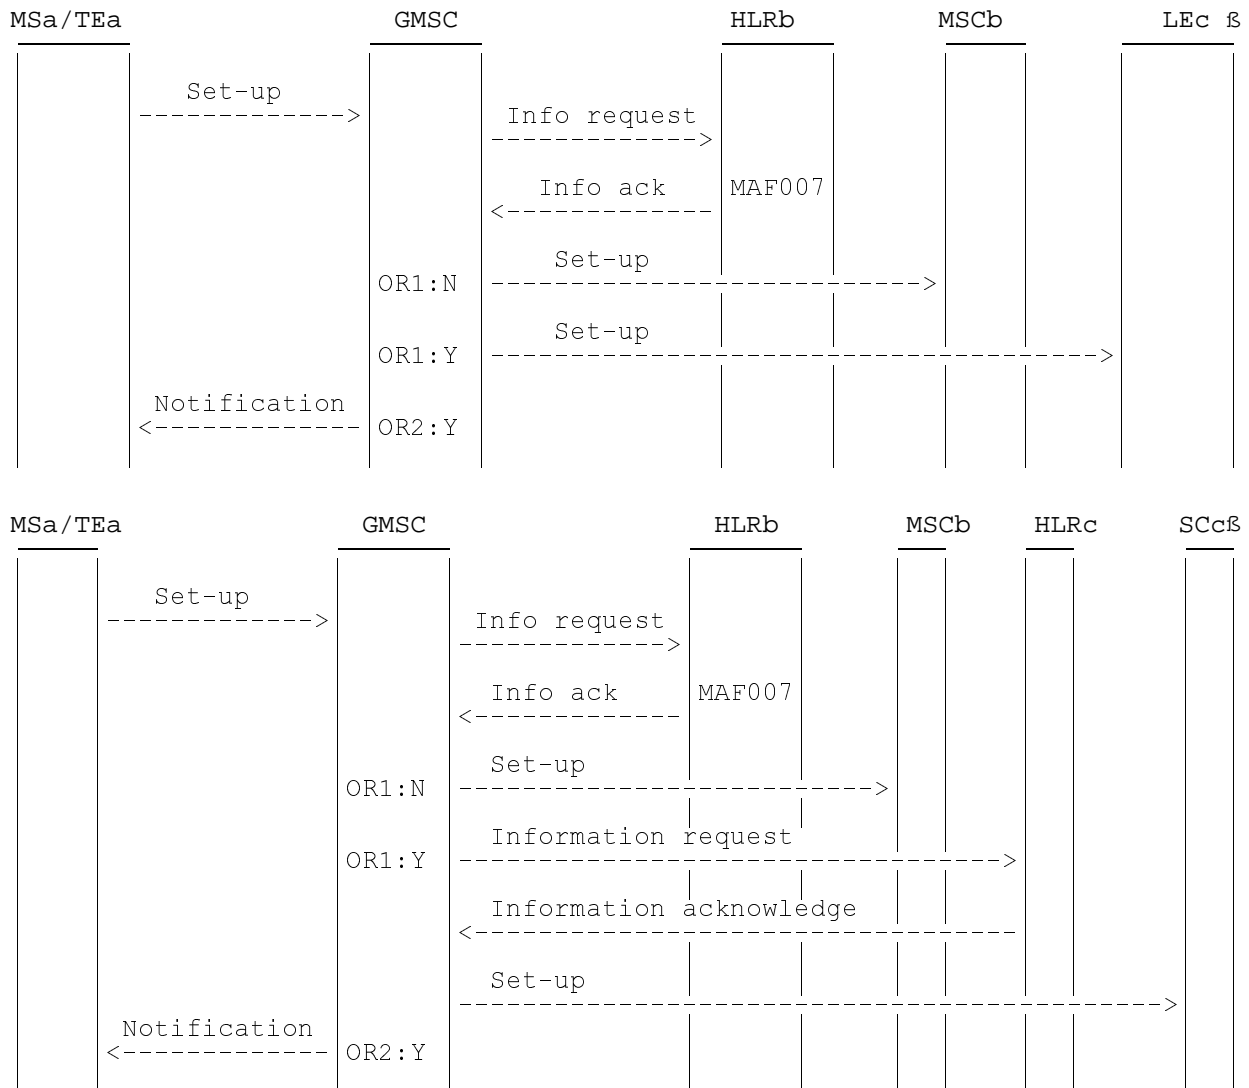 MSa/TEa GMSC HLRb MSCb LEc ß
Set-up
------------->
Info request
-------------->
Info ack MAF007
<-------------
Set-up
OR1:N ---------------------------->
Set-up
OR1:Y --------------------------------------->
Notification
<------------- OR2:Y
MSa/TEa GMSC HLRb MSCb HLRc SCcß
Set-up
------------->
Info request
------------->
Info ack MAF007
<-------------
Set-up
OR1:N -------------------------->
Information request
OR1:Y ---------------------------------->
Information acknowledge
<----------------------------------
Set-up
-------------------------------------------->
Notification
<------------- OR2:Y